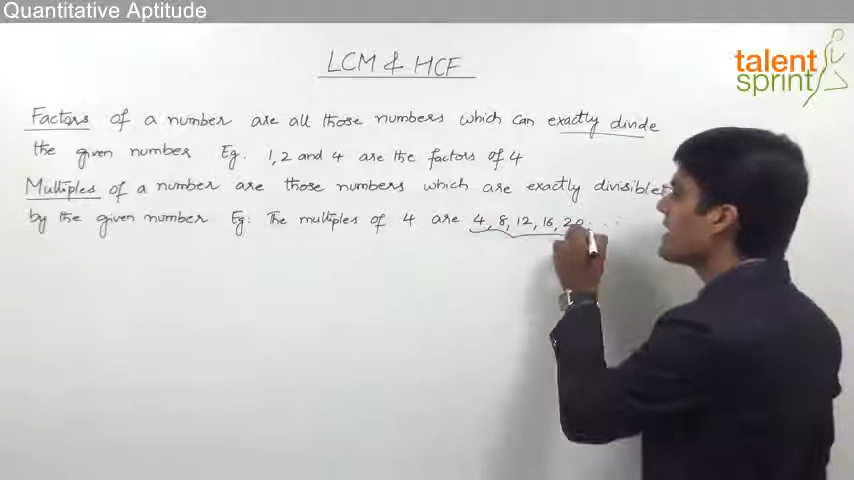 Quantitative Aptitude
LCM & HCF
talent
sprint
Factors of a number are all those numbers which can exactly divide
the given number Eg. 1, 2 and 4 are the factors of 4
Multiples of a number are those numbers which are exactly divisible
by the given number Eg: The multiples of 4 are 4, 8, 12, 16, 20 . . . .